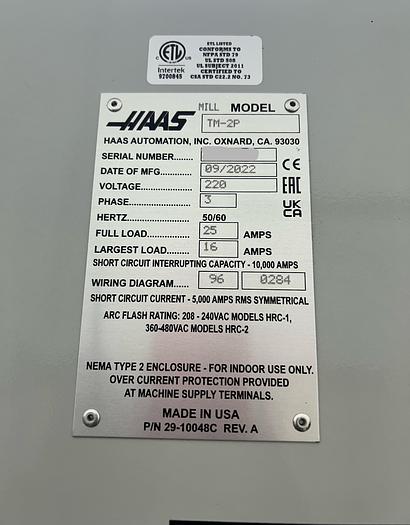 ETL LISTED
CONFORMS TO
NFPA STD 79
UL STD 508
UL SUBJECT 2011
CERTIFIED TO
CSA STD C22.2 NO. 73
ETL
C US
Intertek
9700845
HAAS MILL MODEL
TM-2P
HAAS AUTOMATION, INC. OXNARD, CA. 93030
SERIAL NUMBER
DATE OF MFG............ 09/2022 CE
VOLTAGE................. 220 EAC
PHASE...................... 3 UK CA
HERTZ 50/60
FULL LOAD................. 25 AMPS
LARGEST LOAD......... 16 AMPS
SHORT CIRCUIT INTERRUPTING CAPACITY - 10,000 AMPS
WIRING DIAGRAM...... 96 0284
SHORT CIRCUIT CURRENT - 5,000 AMPS RMS SYMMETRICAL
ARC FLASH RATING: 208 - 240VAC MODELS HRC-1,
360-480VAC MODELS HRC-2
NEMA TYPE 2 ENCLOSURE - FOR INDOOR USE ONLY.
OVER CURRENT PROTECTION PROVIDED
AT MACHINE SUPPLY TERMINALS.
MADE IN USA
P/N 29-10048C REV. A